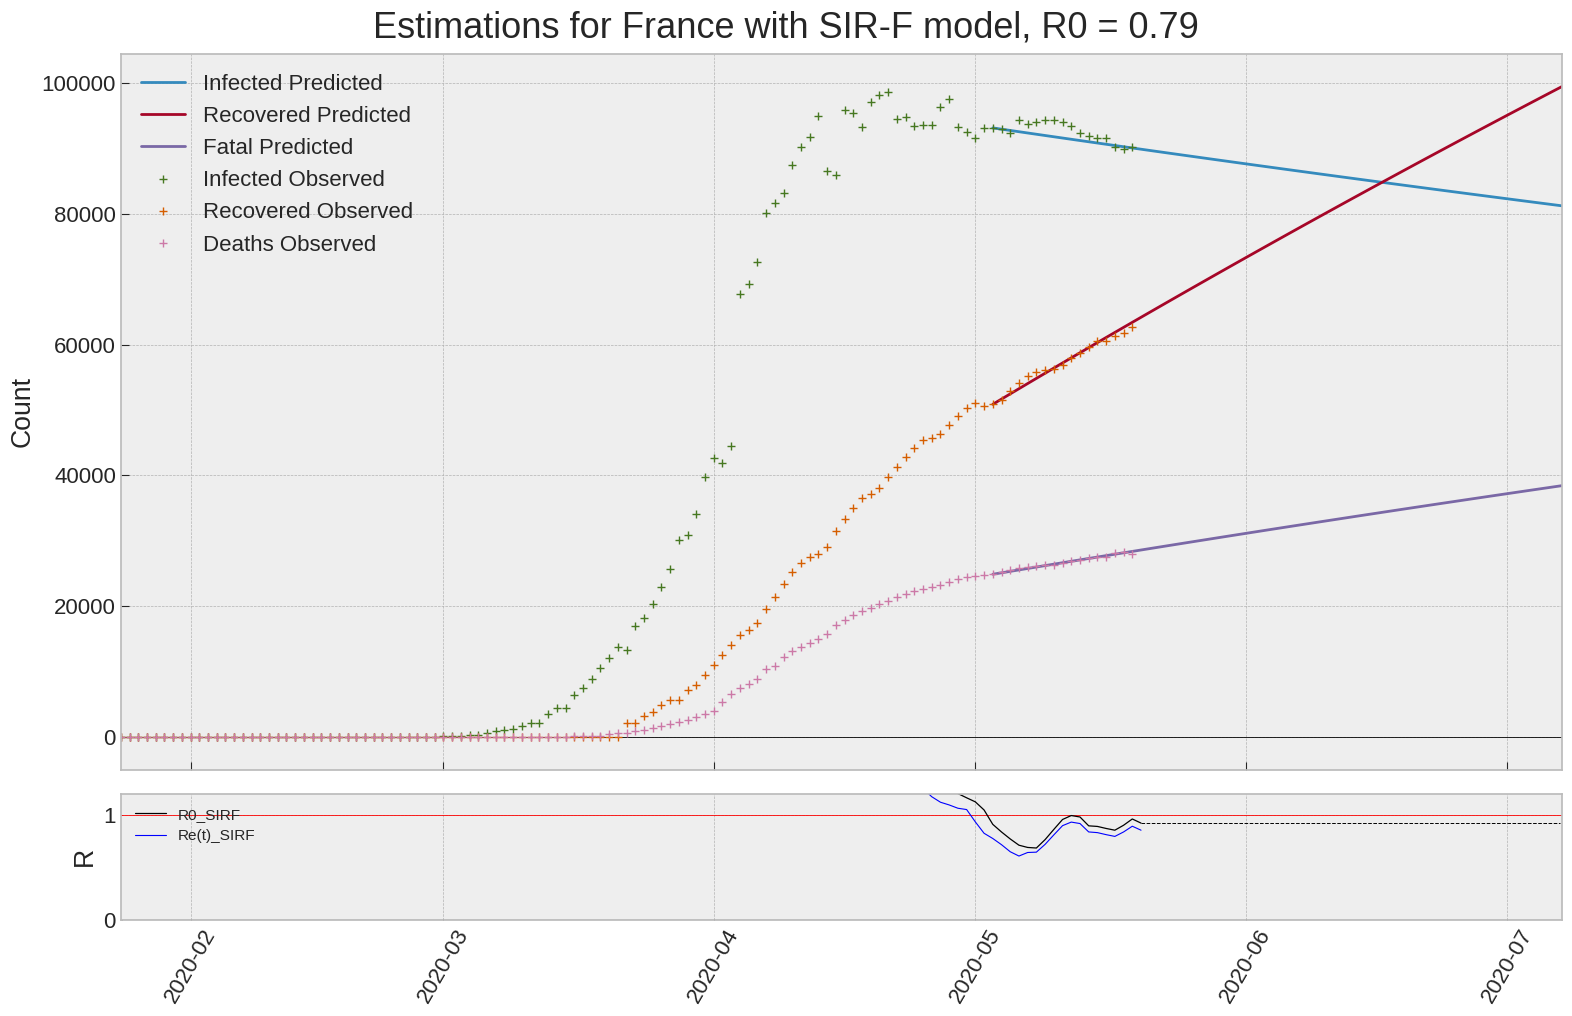 Estimations for France with SIR-F model, R0 = 0.79
Infected Predicted
Recovered Predicted
Fatal Predicted
Infected Observed
Recovered Observed
Deaths Observed
100000
80000
60000
40000
20000
0
Count
R0_SIRF
Re(t)_SIRF
1
0
R
2020-02
2020-03
2020-04
2020-05
2020-06
2020-07